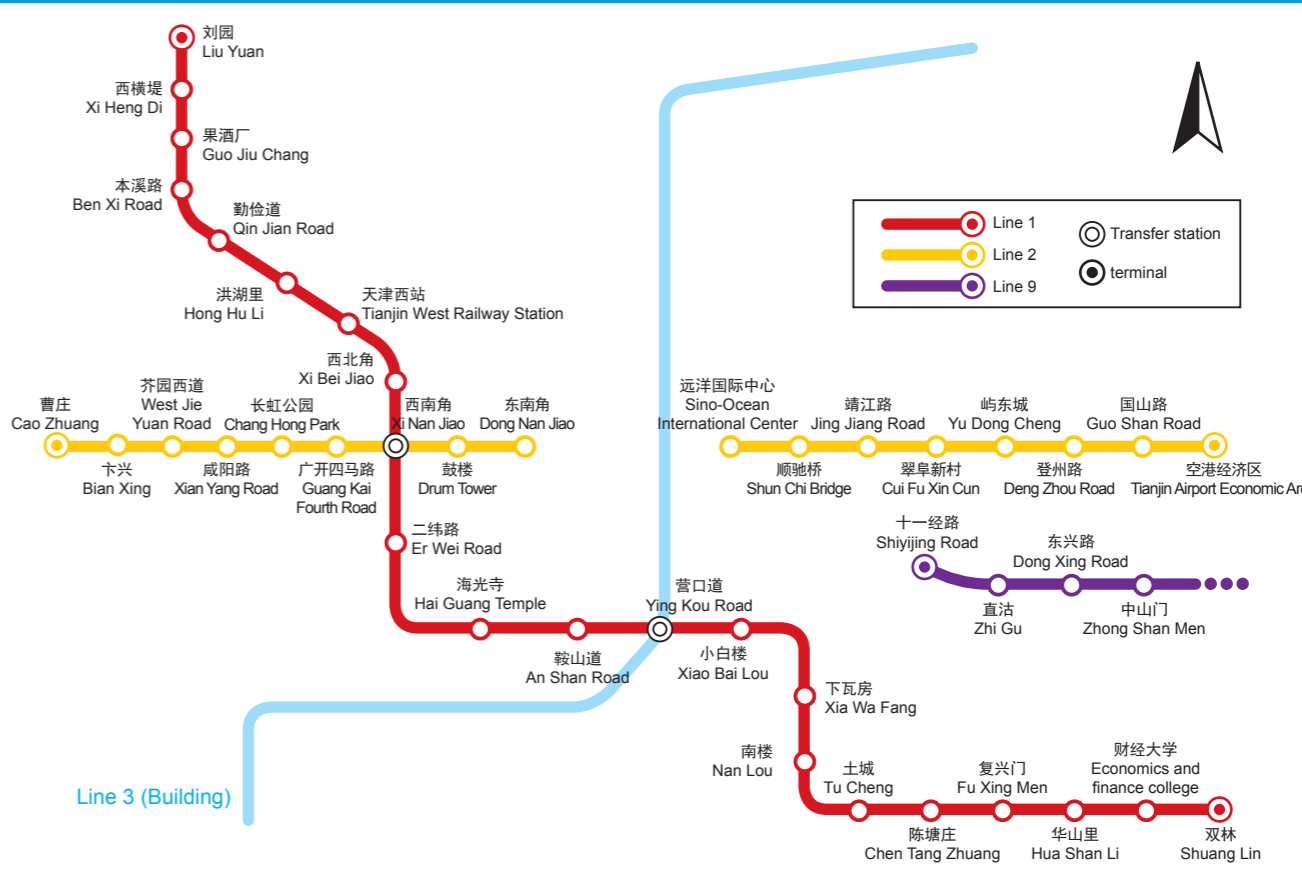 刘园
Liu Yuan
西横堤
Xi Heng Di
果酒厂
Guo Jiu Chang
本溪路
Ben Xi Road
勤俭道
Qin Jian Road
洪湖里
Hong Hu Li
天津西站
Tianjin West Railway Station
西北角
Xi Bei Jiao
Line 1
Line 2
Line 9
Transfer station
terminal
曹庄
Cao Zhuang
芥园西道
West Jie
Yuan Road
长虹公园
Chang Hong Park
西南角
Xi Nan Jiao
东南角
Dong Nan Jiao
卞兴
Bian Xing
咸阳路
Xian Yang Road
广开四马路
Guang Kai
Fourth Road
鼓楼
Drum Tower
远洋国际中心
Sino-Ocean
International Center
靖江路
Jing Jiang Road
屿东城
Yu Dong Cheng
国山路
Guo Shan Road
顺驰桥
Shun Chi Bridge
翠阜新村
Cui Fu Xin Cun
登州路
Deng Zhou Road
空港经济区
Tianjin Airport Economic Are
十一经路
Shiyijing Road
东兴路
Dong Xing Road
直沽
Zhi Gu
中山门
Zhong Shan Men
二纬路
Er Wei Road
海光寺
Hai Guang Temple
鞍山道
An Shan Road
营口道
Ying Kou Road
小白楼
Xiao Bai Lou
下瓦房
Xia Wa Fang
南楼
Nan Lou
土城
Tu Cheng
陈塘庄
Chen Tang Zhuang
复兴门
Fu Xing Men
华山里
Hua Shan Li
财经大学
Economics and
finance college
双林
Shuang Lin
Line 3 (Building)